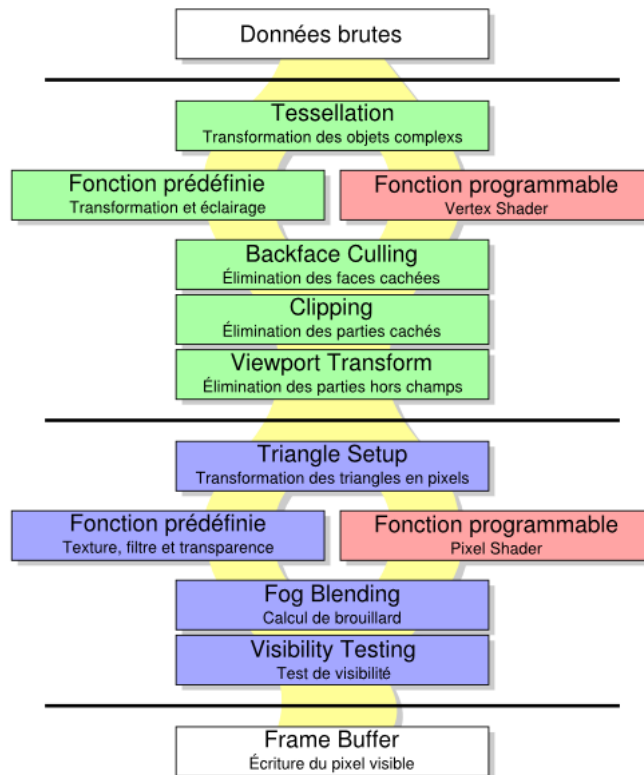 Données brutes
Tessellation
Transformation des objets complexs
Fonction prédéfinie
Transformation et éclairage
Fonction programmable
Vertex Shader
Backface Culling
Élimination des faces cachées
Clipping
Élimination des parties cachés
Viewport Transform
Élimination des parties hors champs
Triangle Setup
Transformation des triangles en pixels
Fonction prédéfinie
Texture, filtre et transparence
Fonction programmable
Pixel Shader
Fog Blending
Calcul de brouillard
Visibility Testing
Test de visibilité
Frame Buffer
Écriture du pixel visible